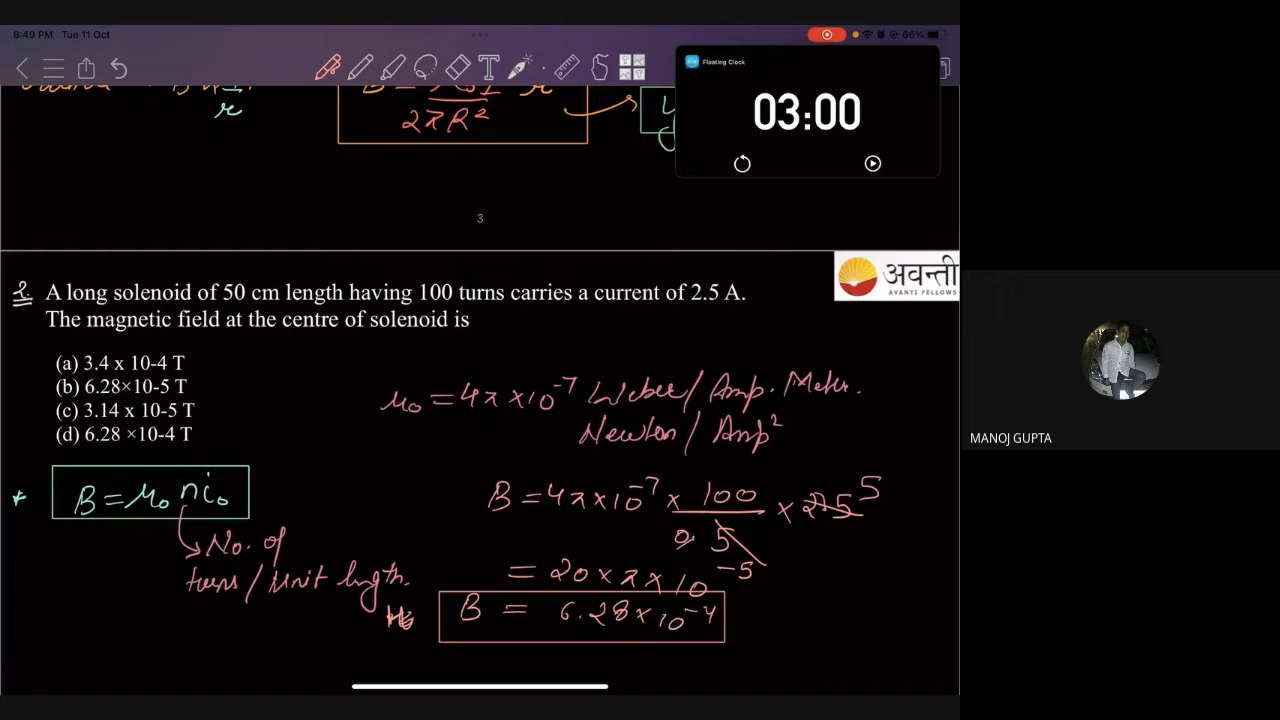 8:49 PM Tue 11 Oct
66%
Floating Clock
03:00
2πR²
r
3
अवन्ती
AVANTI FELLOWS
2. A long solenoid of 50 cm length having 100 turns carries a current of 2.5 A.
The magnetic field at the centre of solenoid is
(a) 3.4 x 10-4 T
(b) 6.28×10-5 T
(c) 3.14 x 10-5 T
(d) 6.28 ×10-4 T
μ₀ = 4π × 10⁻⁷ Weber/ Amp. Meter.
Newton/ Amp²
B = μ₀ n i₀
No. of
turns/ Unit length.
B = 4π × 10⁻⁷ × 100 / 0.5 × 2.5 5
= 20 × π × 10⁻⁵
B = 6.28 × 10⁻⁴
MANOJ GUPTA